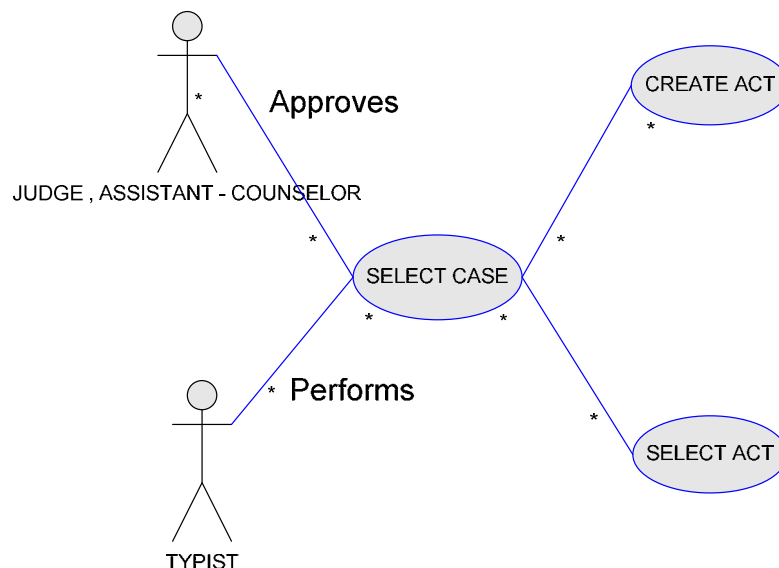 CREATE ACT
*
Approves
*
JUDGE , ASSISTANT - COUNSELOR
*
*
SELECT CASE
*
*
* Performs
*
SELECT ACT
TYPIST